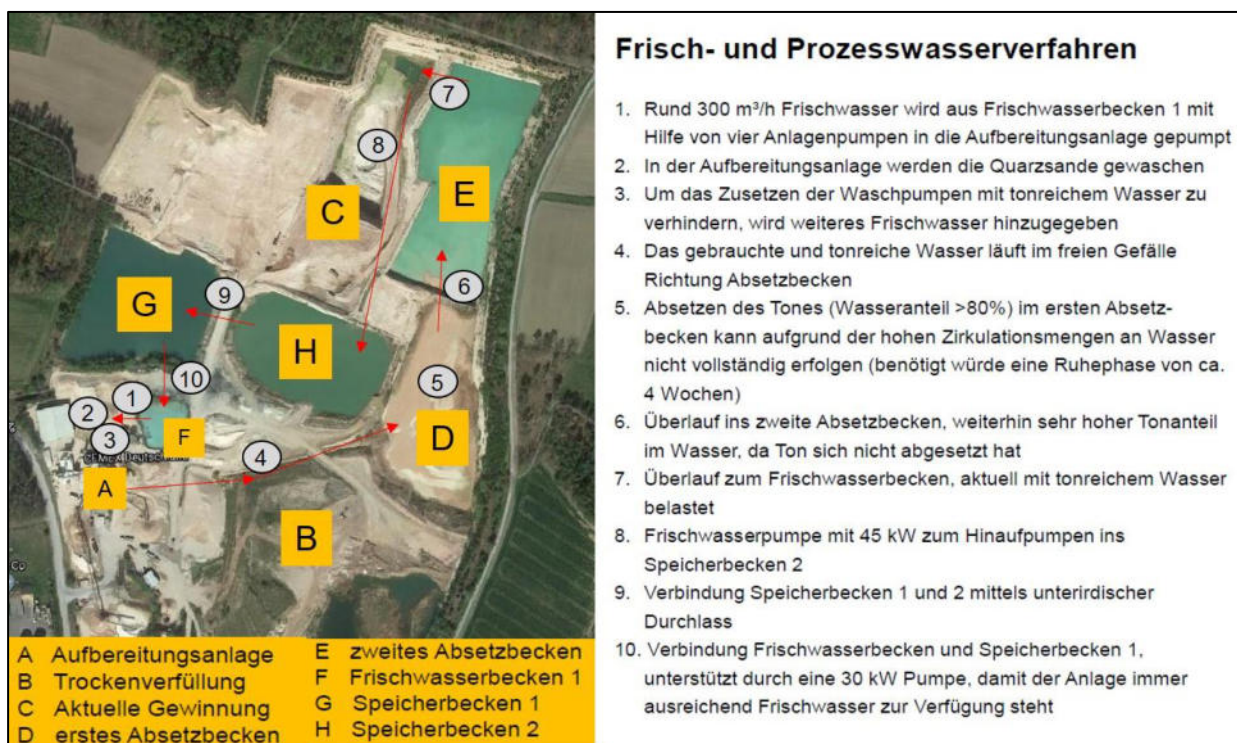 Frisch- und Prozesswasserverfahren
1. Rund 300 m³/h Frischwasser wird aus Frischwasserbecken 1 mit
Hilfe von vier Anlagenpumpen in die Aufbereitungsanlage gepumpt
2. In der Aufbereitungsanlage werden die Quarzsande gewaschen
3. Um das Zusetzen der Waschpumpen mit tonreichem Wasser zu
verhindern, wird weiteres Frischwasser hinzugegeben
4. Das gebrauchte und tonreiche Wasser läuft im freien Gefälle
Richtung Absetzbecken
5. Absetzen des Tones (Wasseranteil >80%) im ersten Absetz-
becken kann aufgrund der hohen Zirkulationsmengen an Wasser
nicht vollständig erfolgen (benötigt würde eine Ruhephase von ca.
4 Wochen)
6. Überlauf ins zweite Absetzbecken, weiterhin sehr hoher Tonanteil
im Wasser, da Ton sich nicht abgesetzt hat
7. Überlauf zum Frischwasserbecken, aktuell mit tonreichem Wasser
belastet
8. Frischwasserpumpe mit 45 kW zum Hinaufpumpen ins
Speicherbecken 2
9. Verbindung Speicherbecken 1 und 2 mittels unterirdischer
Durchlass
10. Verbindung Frischwasserbecken und Speicherbecken 1,
unterstützt durch eine 30 kW Pumpe, damit der Anlage immer
ausreichend Frischwasser zur Verfügung steht
7
8
E
C
6
G
9
H
10
5
1
2
3
F
D
4
A
B
Co
A Aufbereitungsanlage
B Trockenverfüllung
C Aktuelle Gewinnung
D erstes Absetzbecken
E zweites Absetzbecken
F Frischwasserbecken 1
G Speicherbecken 1
H Speicherbecken 2